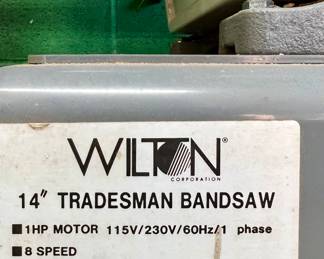 WILTON®
CORPORATION
14" TRADESMAN BANDSAW
■1HP MOTOR 115V/230V/60Hz/1 phase
■8 SPEED